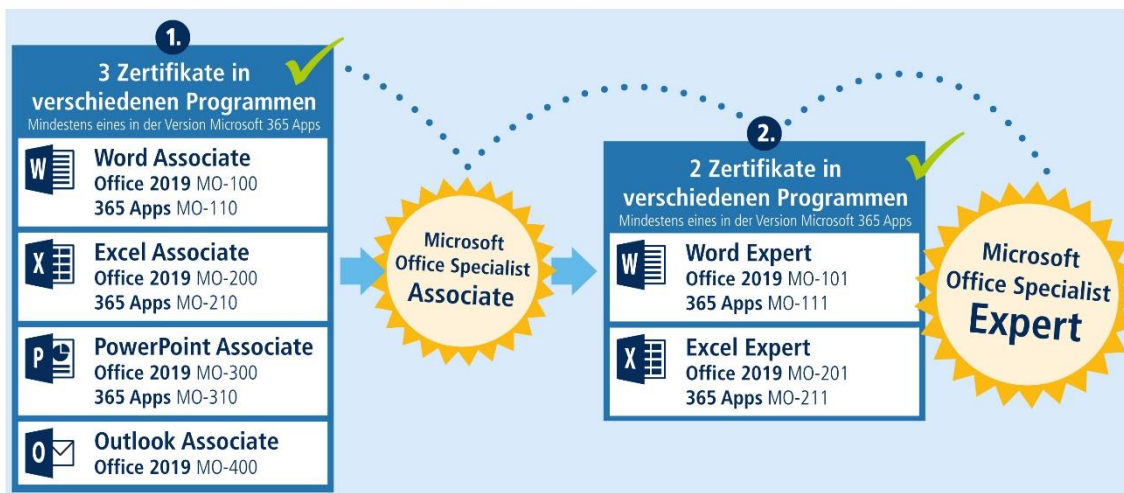 1.
3 Zertifikate in
verschiedenen Programmen
Mindestens eines in der Version Microsoft 365 Apps
W
Word Associate
Office 2019 MO-100
365 Apps MO-110
X
Excel Associate
Office 2019 MO-200
365 Apps MO-210
P
PowerPoint Associate
Office 2019 MO-300
365 Apps MO-310
O
Outlook Associate
Office 2019 MO-400
Microsoft
Office Specialist
Associate
2.
2 Zertifikate in
verschiedenen Programmen
Mindestens eines in der Version Microsoft 365 Apps
W
Word Expert
Office 2019 MO-101
365 Apps MO-111
X
Excel Expert
Office 2019 MO-201
365 Apps MO-211
Microsoft
Office Specialist
Expert